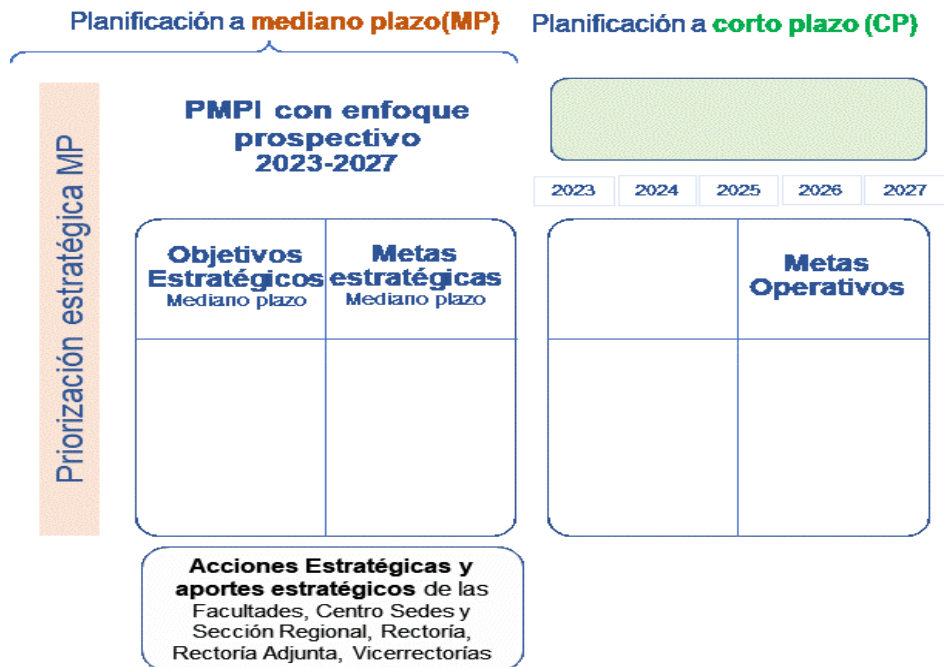 Planificación a mediano plazo(MP)
Planificación a corto plazo (CP)
Priorización estratégica MP
PMPI con enfoque
prospectivo
2023-2027
2023 2024 2025 2026 2027
Objetivos
Estratégicos
Mediano plazo
Metas
estratégicas
Mediano plazo
Metas
Operativos
Acciones Estratégicas y
aportes estratégicos de las
Facultades, Centro Sedes y
Sección Regional, Rectoría,
Rectoría Adjunta, Vicerrectorías